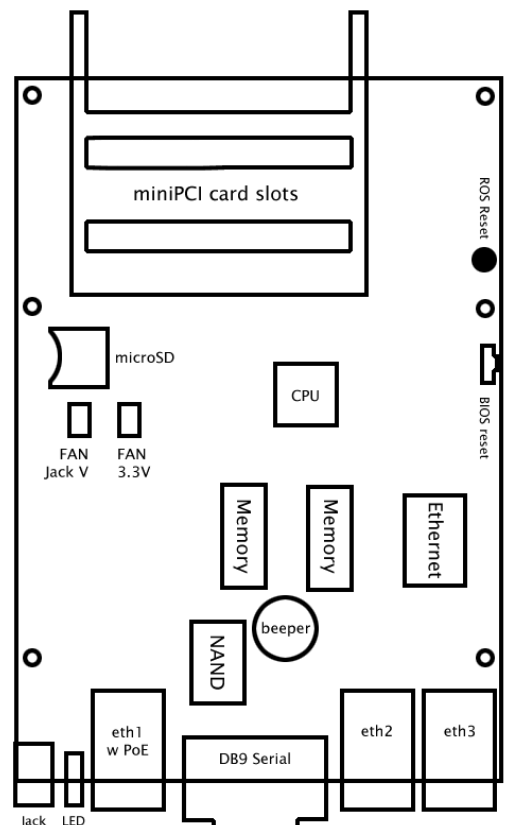 miniPCI card slots
ROS Reset
microSD
CPU
BIOS reset
FAN
Jack V
FAN
3.3V
Memory
Memory
Ethernet
beeper
NAND
eth1
w PoE
DB9 Serial
eth2
eth3
Jack
LED